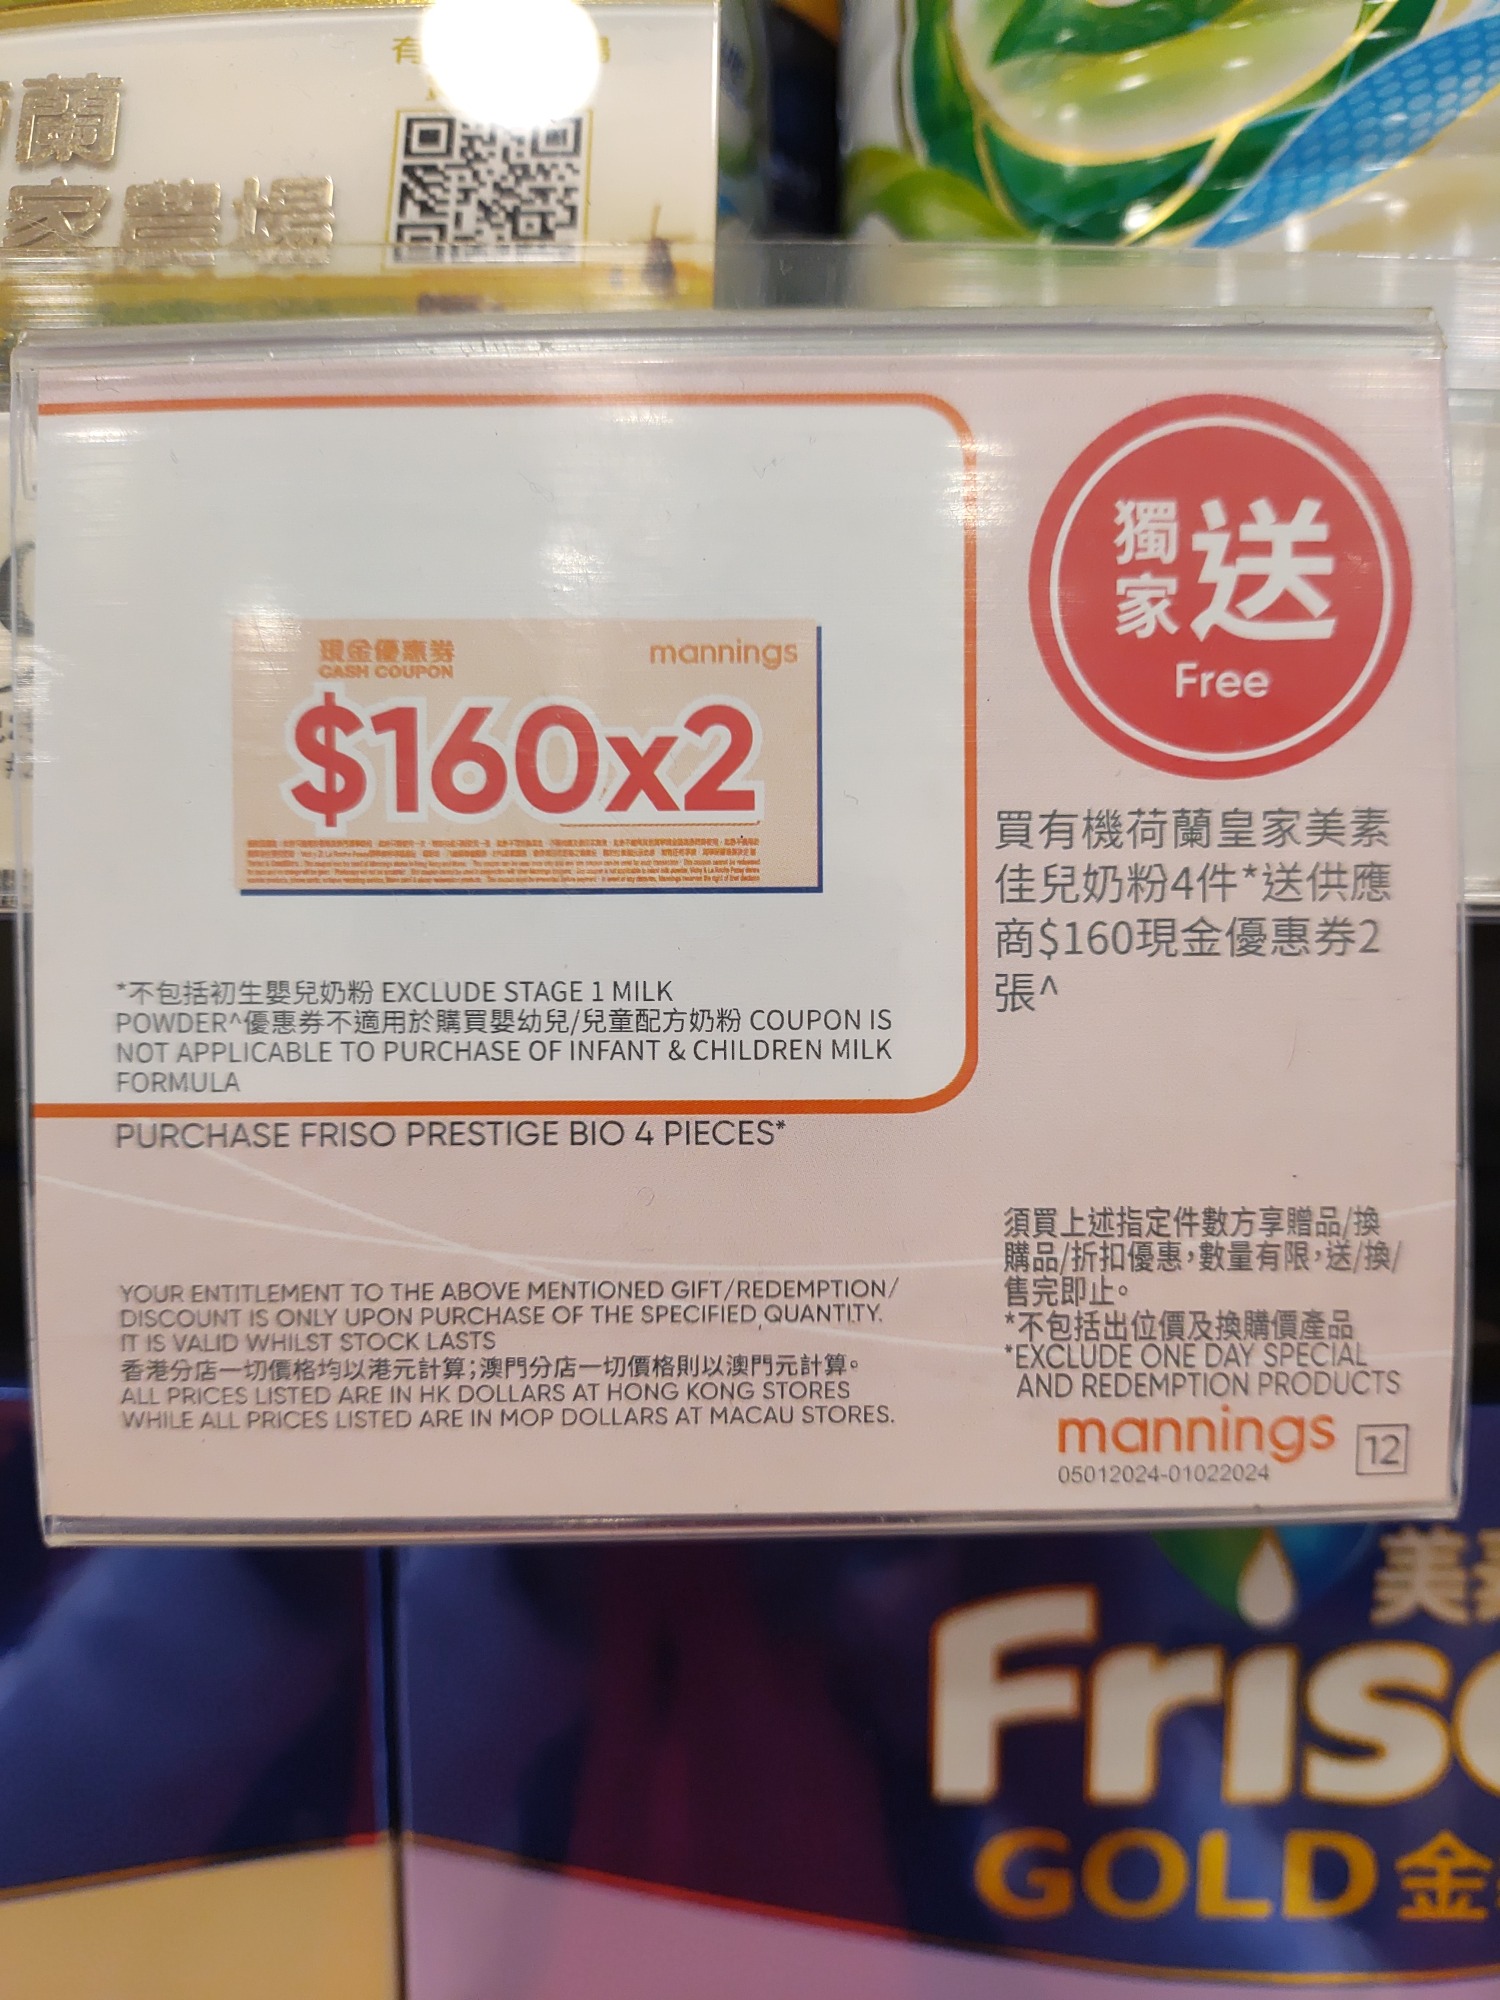 蘭
家農場
獨家 送
Free
現金優惠券
CASH COUPON
mannings
$160x2
買有機荷蘭皇家美素
佳兒奶粉4件*送供應
商$160現金優惠券2
張^
*不包括初生嬰兒奶粉 EXCLUDE STAGE 1 MILK
POWDER^優惠券不適用於購買嬰幼兒/兒童配方奶粉 COUPON IS
NOT APPLICABLE TO PURCHASE OF INFANT & CHILDREN MILK
FORMULA
PURCHASE FRISO PRESTIGE BIO 4 PIECES*
YOUR ENTITLEMENT TO THE ABOVE MENTIONED GIFT/REDEMPTION/
DISCOUNT IS ONLY UPON PURCHASE OF THE SPECIFIED QUANTITY.
IT IS VALID WHILST STOCK LASTS
香港分店一切價格均以港元計算;澳門分店一切價格則以澳門元計算。
ALL PRICES LISTED ARE IN HK DOLLARS AT HONG KONG STORES
WHILE ALL PRICES LISTED ARE IN MOP DOLLARS AT MACAU STORES.
須買上述指定件數方享贈品/換
購品/折扣優惠,數量有限,送/換/
售完即止。
*不包括出位價及換購價產品
*EXCLUDE ONE DAY SPECIAL
AND REDEMPTION PRODUCTS
mannings 12
05012024-01022024
美
Friso
GOLD 金